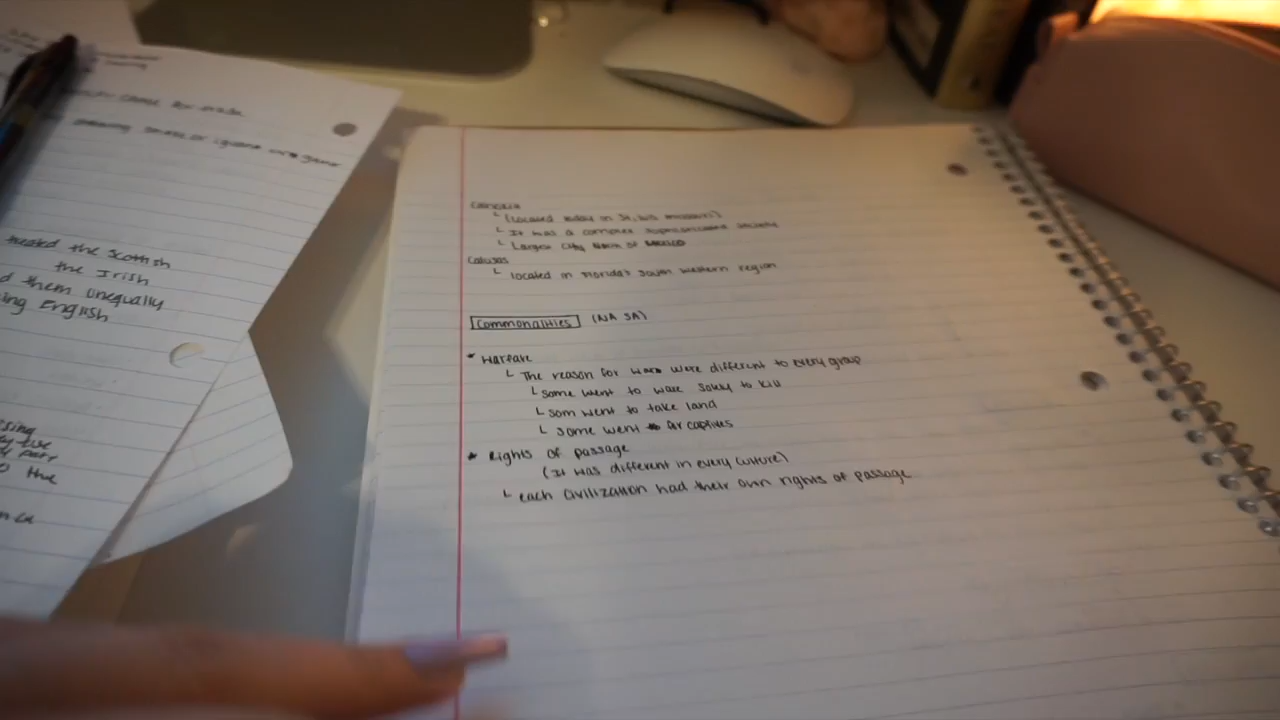 treated the Scottish
the Irish
d them unequally
ing English
Cahokia
(Located today in St, Louis missouri)
It has a complex sophisticated society
Largest City North of Mexico
Calusas
located in Florida's South western region
Commonalities (NA SA)
* Warfare
The reason for wars were different to every group
some went to ware solely to kill
som went to take land
some went for captives
* Rights of passage
(It was different in every culture)
each civilization had their own rights of passage